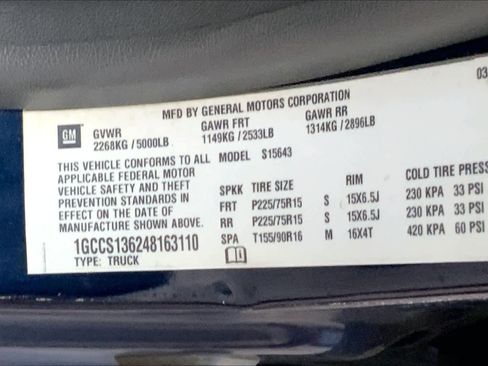 03
MFD BY GENERAL MOTORS CORPORATION
GM GVWR GAWR FRT GAWR RR
2268KG / 5000LB 1149KG / 2533LB 1314KG / 2896LB
THIS VEHICLE CONFORMS TO ALL MODEL S15643
APPLICABLE FEDERAL MOTOR
VEHICLE SAFETY AND THEFT
PREVENTION STANDARDS IN
EFFECT ON THE DATE OF
MANUFACTURE SHOWN ABOVE.
SPKK TIRE SIZE RIM COLD TIRE PRESS
FRT P225/75R15 S 15X6.5J 230 KPA 33 PSI
RR P225/75R15 S 15X6.5J 230 KPA 33 PSI
SPA T155/90R16 M 16X4T 420 KPA 60 PSI
1GCCS136248163110
TYPE: TRUCK